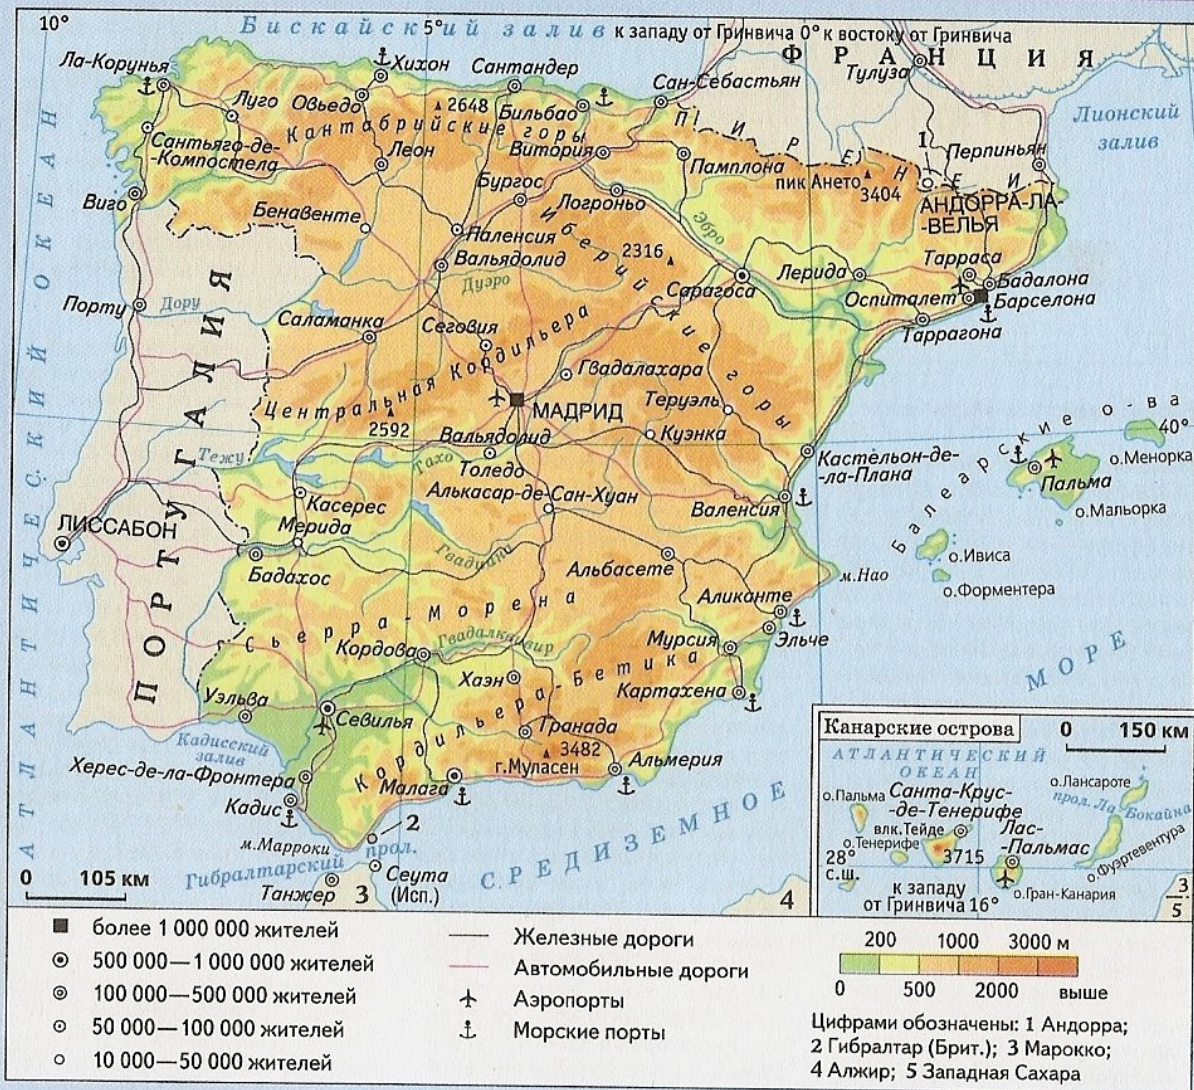 10°
Бискайский залив
5°
к западу от Гринвича 0° к востоку от Гринвича
ФРАНЦИЯ
Тулуза
Лионский
залив
Ла-Корунья
Хихон
Сантандер
Сан-Себастьян
Луго
Овьедо
2648
Бильбао
Кантабрийские горы
ПИРЕНЕИ
1
Перпиньян
Сантьяго-де-
-Компостела
Леон
Витория
Памплона
пик Ането
3404
АНДОРРА-ЛА-
-ВЕЛЬЯ
Виго
Бенавенте
Бургос
Логроньо
Эбро
Паленсия
Иберийские горы
2316
Вальядолид
Дуэро
Сарагоса
Лерида
Тарраса
Бадалона
Оспиталет
Барселона
Таррагона
Порту
Дору
Саламанка
Сеговия
Центральная Кордильера
Гвадалахара
МАДРИД
Теруэль
2592
Вальядолид
Куэнка
Тежу
Тахо
Толедо
Кастельон-де-
-ла-Плана
Балеарские о-ва
40°
о.Менорка
Пальма
о.Мальорка
АТЛАНТИЧЕСКИЙ ОКЕАН
ПОРТУГАЛИЯ
ЛИССАБОН
Касерес
Алькасар-де-Сан-Хуан
Валенсия
Мерида
Гвадиана
о.Ивиса
Бадахос
Альбасете
м.Нао
о.Форментера
Сьерра-Морена
Аликанте
Эльче
Кордова
Гвадалквивир
Мурсия
Хаэн
Картахена
Кордильера-Бетика
Уэльва
Севилья
Гранада
3482
г.Муласен
Кадисский
залив
Херес-де-ла-Фронтера
Малага
Альмерия
Кадис
2
м.Марроки
Гибралтарский прол.
Сеута
(Исп.)
Танжер
3
СРЕДИЗЕМНОЕ МОРЕ
4
0 105 км
Канарские острова
0 150 км
АТЛАНТИЧЕСКИЙ
ОКЕАН
о.Лансароте
о.Пальма
Санта-Крус-
-де-Тенерифе
прол. Ла-Бокайна
влк.Тейде
о.Тенерифе
3715
Лас-
-Пальмас
о.Фуэртевентура
28°
с.ш.
к западу
от Гринвича 16°
о.Гран-Канария
3
5
более 1 000 000 жителей
500 000—1 000 000 жителей
100 000—500 000 жителей
50 000—100 000 жителей
10 000—50 000 жителей
Железные дороги
Автомобильные дороги
Аэропорты
Морские порты
200 1000 3000 м
0 500 2000 выше
Цифрами обозначены: 1 Андорра;
2 Гибралтар (Брит.); 3 Марокко;
4 Алжир; 5 Западная Сахара